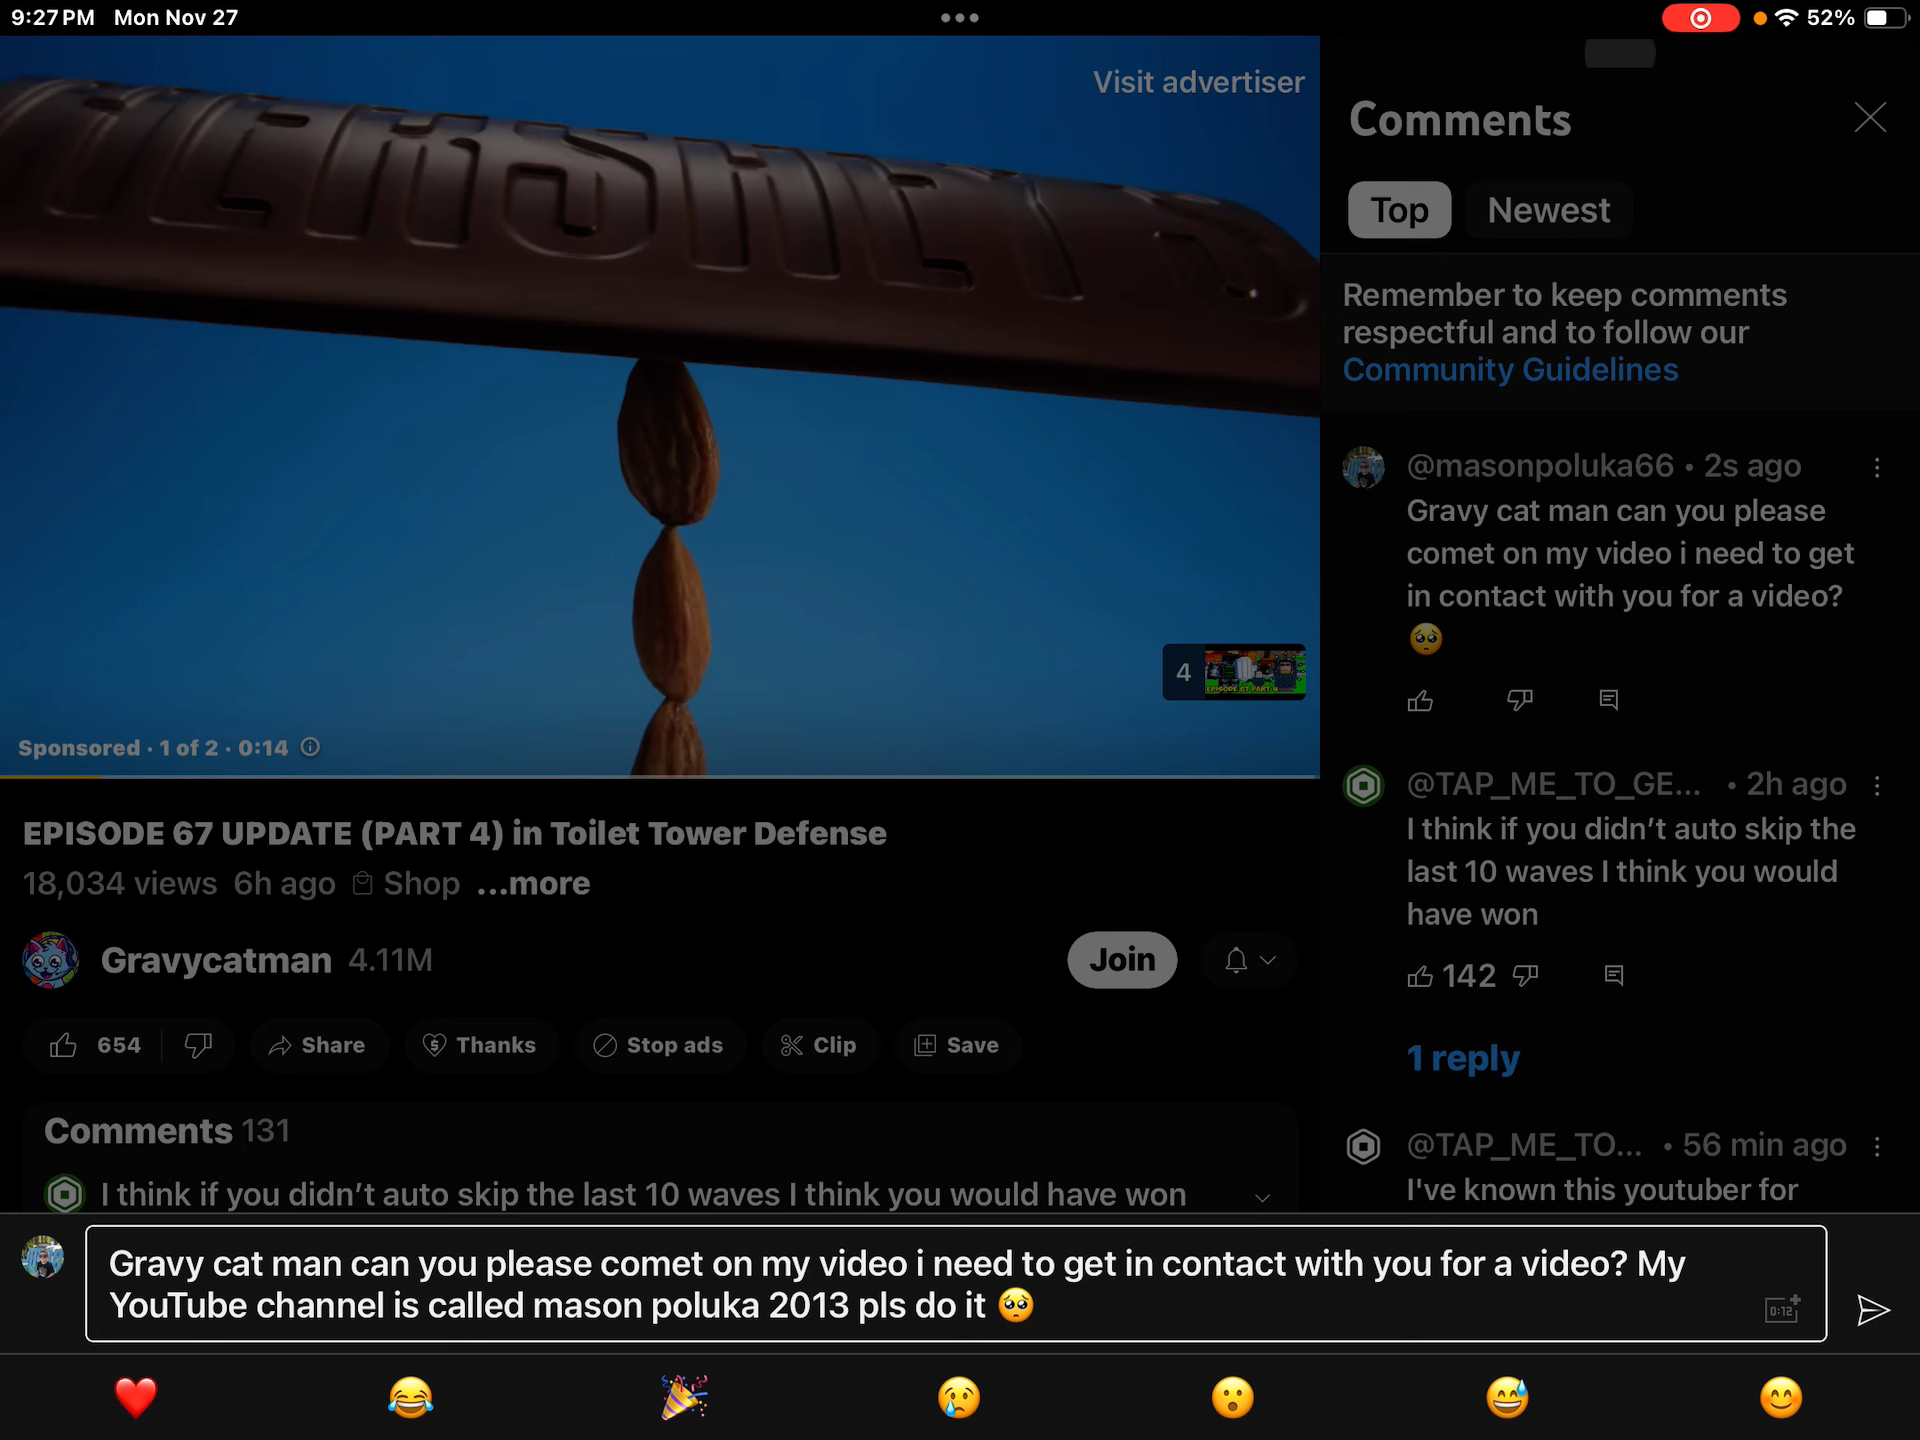 9:27 PM Mon Nov 27
52%
HERSHEY'S
Visit advertiser
4
EPISODE 67 PART 4
Sponsored · 1 of 2 · 0:14
EPISODE 67 UPDATE (PART 4) in Toilet Tower Defense
18,034 views 6h ago Shop ...more
Gravycatman 4.11M
Join
654
Share
Thanks
Stop ads
Clip
Save
Comments 131
I think if you didn't auto skip the last 10 waves I think you would have won
Comments
Top
Newest
Remember to keep comments
respectful and to follow our
Community Guidelines
@masonpoluka66 • 2s ago
Gravy cat man can you please
comet on my video i need to get
in contact with you for a video?
🥺
@TAP_ME_TO_GE... • 2h ago
I think if you didn't auto skip the
last 10 waves I think you would
have won
142
1 reply
@TAP_ME_TO... • 56 min ago
I've known this youtuber for
Gravy cat man can you please comet on my video i need to get in contact with you for a video? My
YouTube channel is called mason poluka 2013 pls do it 🥺
0:12